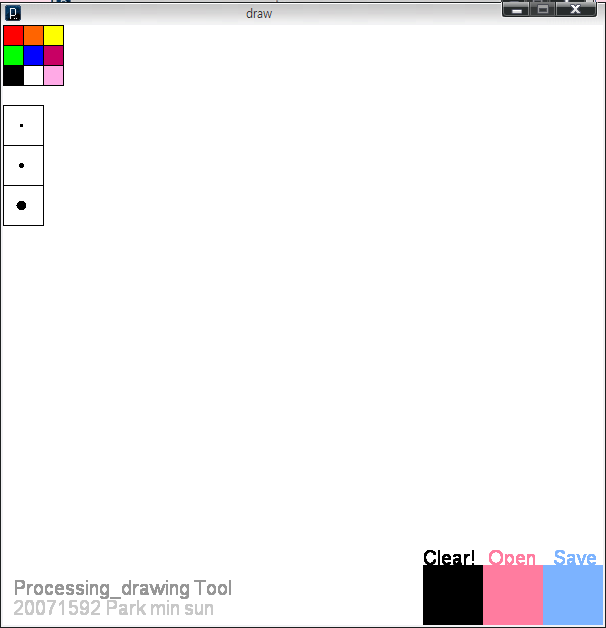 draw
Clear! Open Save
Processing_drawing Tool
20071592 Park min sun